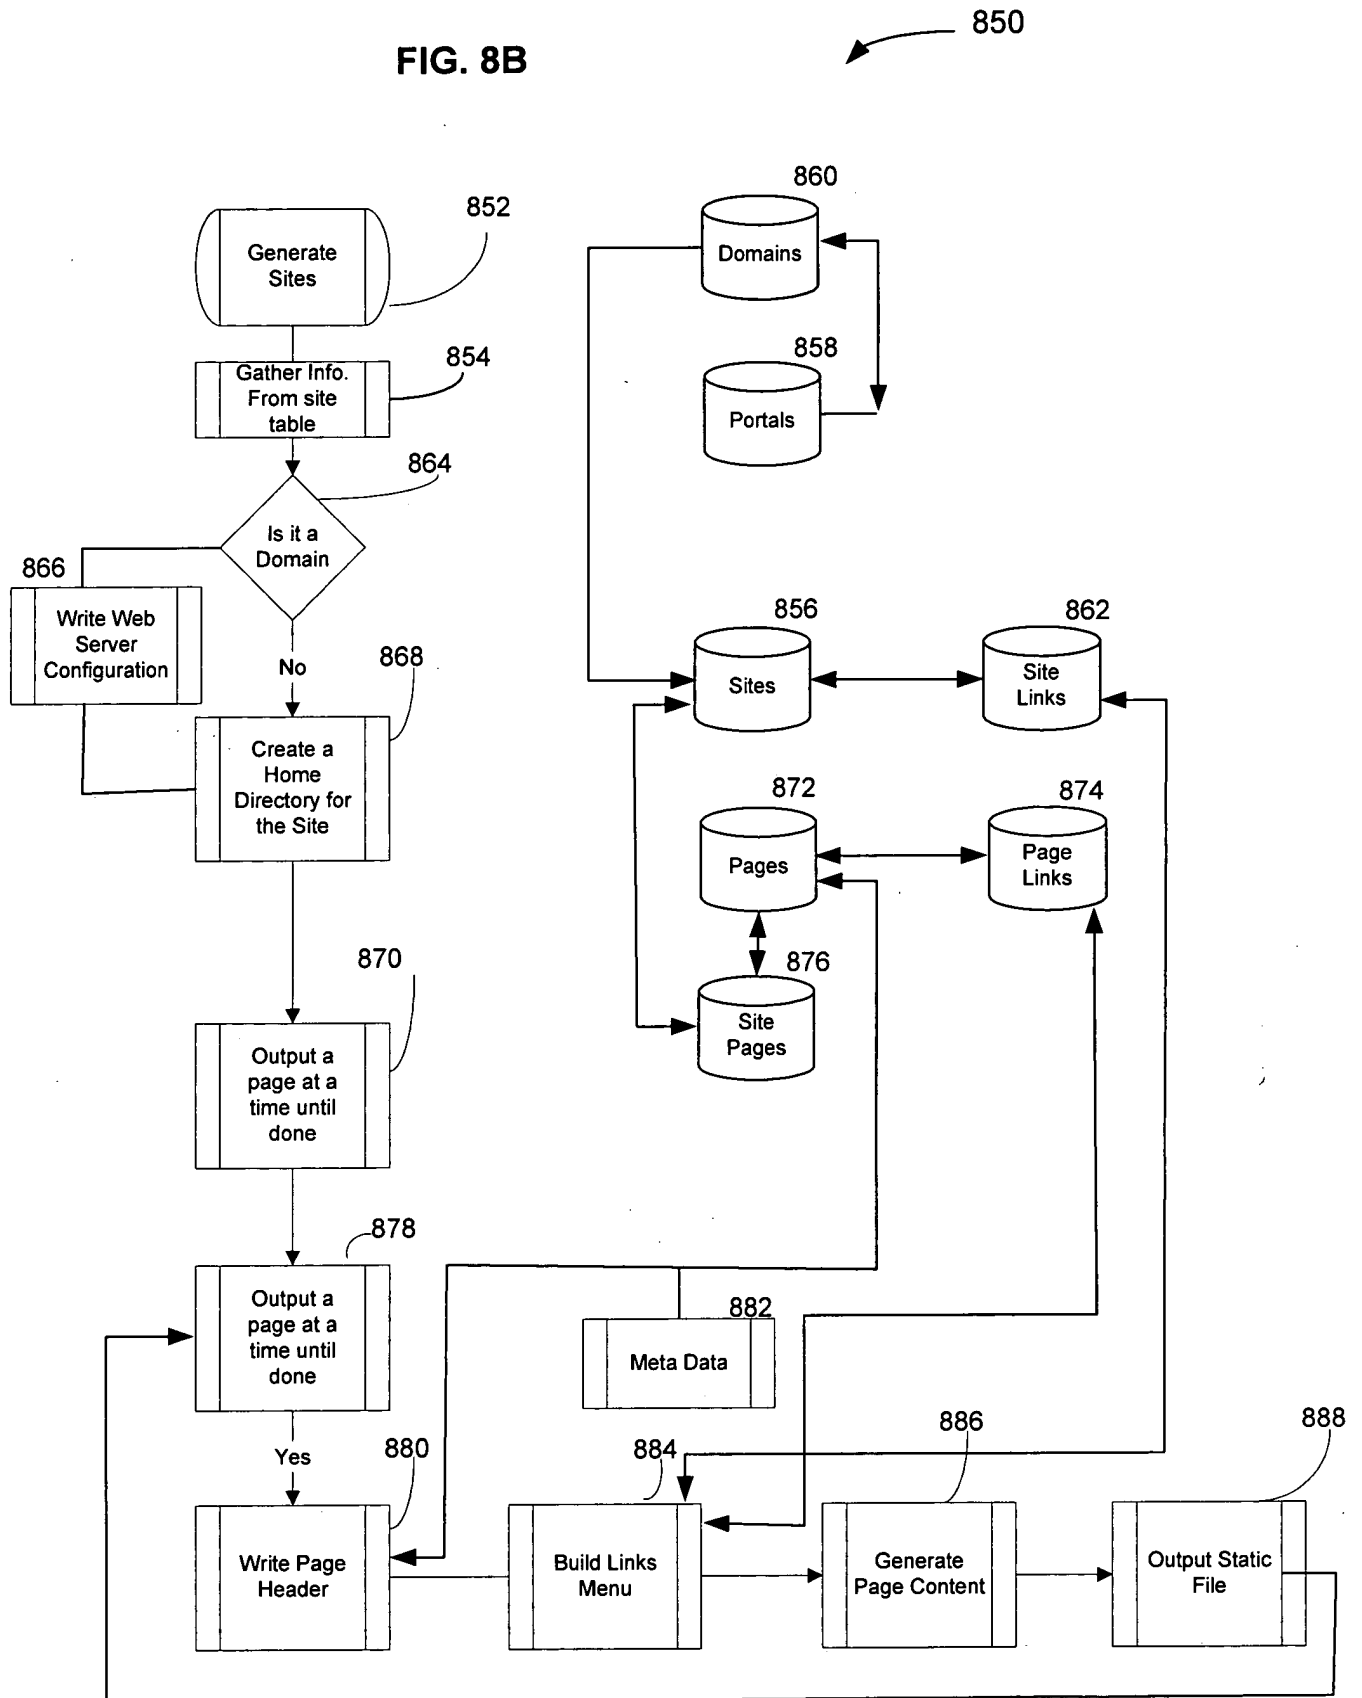 FIG. 8B
850
852
Generate
Sites
854
Gather Info.
From site
table
864
Is it a
Domain
866
Write Web
Server
Configuration
No
868
Create a
Home
Directory for
the Site
870
Output a
page at a
time until
done
878
Output a
page at a
time until
done
Yes
880
Write Page
Header
860
Domains
858
Portals
856
Sites
862
Site
Links
872
Pages
874
Page
Links
876
Site
Pages
882
Meta Data
884
Build Links
Menu
886
Generate
Page Content
888
Output Static
File